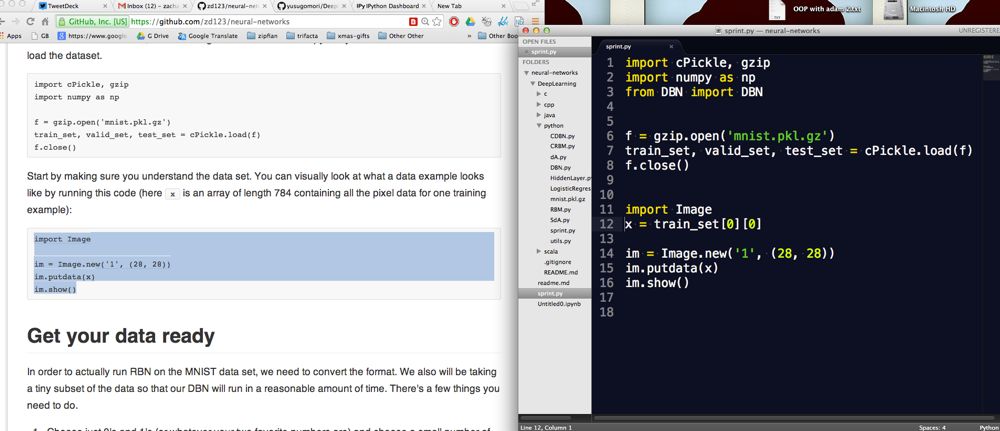 TweetDeck
Inbox (12) - zacha
zd123/neural-networks
yusugomori/Deep
IPy IPython Dashboard
New Tab
GitHub, Inc. [US]
https://github.com/zd123/neural-networks
https://www.google
G Drive
zipfian
trifacta
xmas-gifts
Other Other
Other Bo
load the dataset.
import cPickle, gzip
import numpy as np
f = gzip.open('mnist.pkl.gz')
train_set, valid_set, test_set = cPickle.load(f)
f.close()
Start by making sure you understand the data set. You can visually look at what a data example looks
like by running this code (here x is an array of length 784 containing all the pixel data for one training
example):
import Image
im = Image.new('1', (28, 28))
im.putdata(x)
im.show()
Get your data ready
In order to actually run RBN on the MNIST data set, we need to convert the format. We also will be taking
a tiny subset of the data so that our DBN will run in a reasonable amount of time. There's a few things you
need to do.
OOP with adam C.txt
Macintosh HD
sprint.py — neural-networks
UNREGISTERE
OPEN FILES
sprint.py
FOLDERS
neural-networks
DeepLearning
c
cpp
java
python
CDBN.py
CRBM.py
dA.py
DBN.py
HiddenLayer.py
LogisticRegres
mnist.pkl.gz
RBM.py
SdA.py
sprint.py
utils.py
scala
.gitignore
README.md
readme.md
sprint.py
Untitled0.ipynb
sprint.py
1 import cPickle, gzip
2 import numpy as np
3 from DBN import DBN
4
5
6 f = gzip.open('mnist.pkl.gz')
7 train_set, valid_set, test_set = cPickle.load(f)
8 f.close()
9
10
11 import Image
12 x = train_set[0][0]
13
14 im = Image.new('1', (28, 28))
15 im.putdata(x)
16 im.show()
17
18
Line 12, Column 1
Spaces: 4
Python